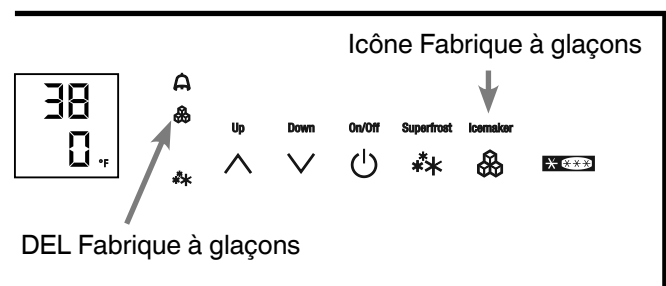 Icône Fabrique à glaçons
38
0 °F
Up Down On/Off Superfrost Icemaker
DEL Fabrique à glaçons